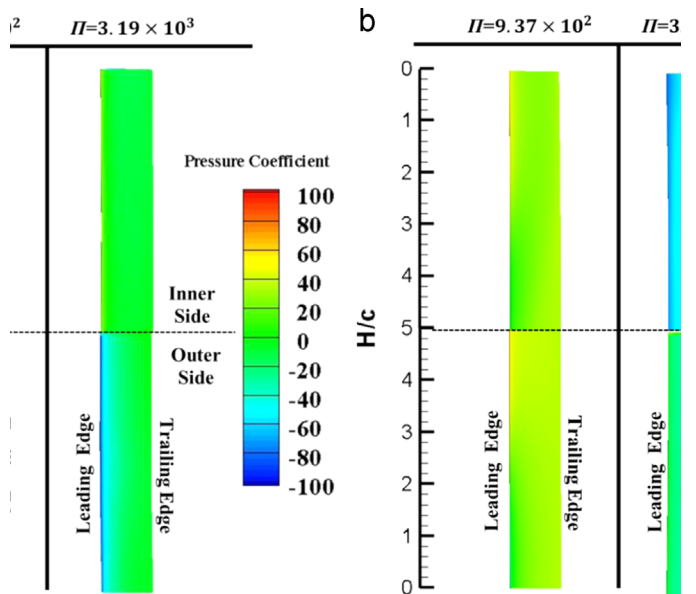 Π=3.19 × 10³
b
Π=9.37 × 10²
Pressure Coefficient
100
80
60
40
20
0
-20
-40
-60
-80
-100
Inner
Side
Outer
Side
Leading Edge
Trailing Edge
H/c
0
1
2
3
4
5
4
3
2
1
0
Leading Edge
Trailing Edge